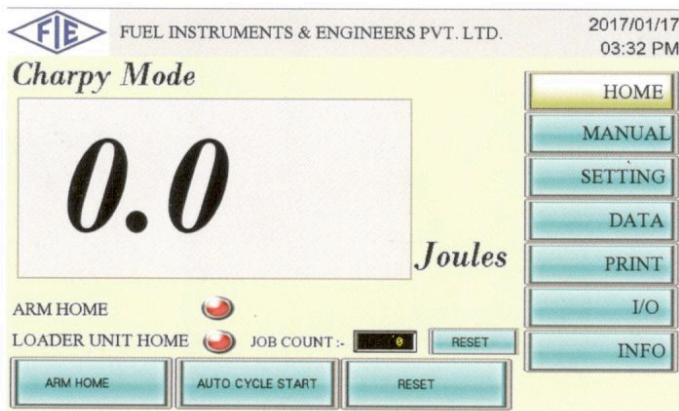 FIE
FUEL INSTRUMENTS & ENGINEERS PVT. LTD.
2017/01/17
03:32 PM
Charpy Mode
0.0
Joules
HOME
MANUAL
SETTING
DATA
PRINT
I/O
INFO
ARM HOME
LOADER UNIT HOME
JOB COUNT :-
0
RESET
ARM HOME
AUTO CYCLE START
RESET